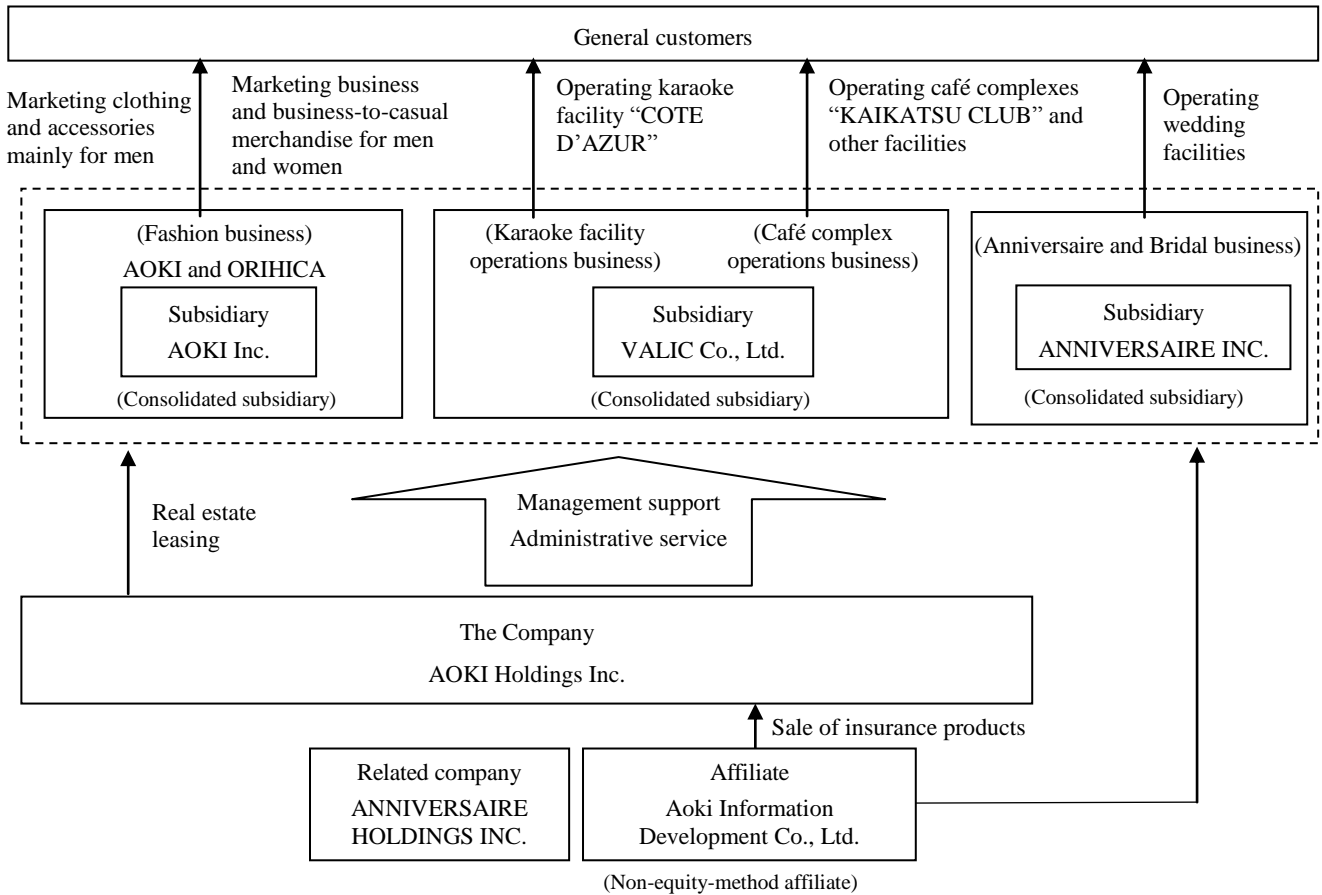 General customers
Marketing clothing
and accessories
mainly for men
Marketing business
and business-to-casual
merchandise for men
and women
Operating karaoke
facility “COTE
D’AZUR”
Operating café complexes
“KAIKATSU CLUB” and
other facilities
Operating
wedding
facilities
(Fashion business)
AOKI and ORIHICA
Subsidiary
AOKI Inc.
(Consolidated subsidiary)
(Karaoke facility
operations business)
(Café complex
operations business)
Subsidiary
VALIC Co., Ltd.
(Consolidated subsidiary)
(Anniversaire and Bridal business)
Subsidiary
ANNIVERSAIRE INC.
(Consolidated subsidiary)
Real estate
leasing
Management support
Administrative service
The Company
AOKI Holdings Inc.
Sale of insurance products
Related company
ANNIVERSAIRE
HOLDINGS INC.
Affiliate
Aoki Information
Development Co., Ltd.
(Non-equity-method affiliate)